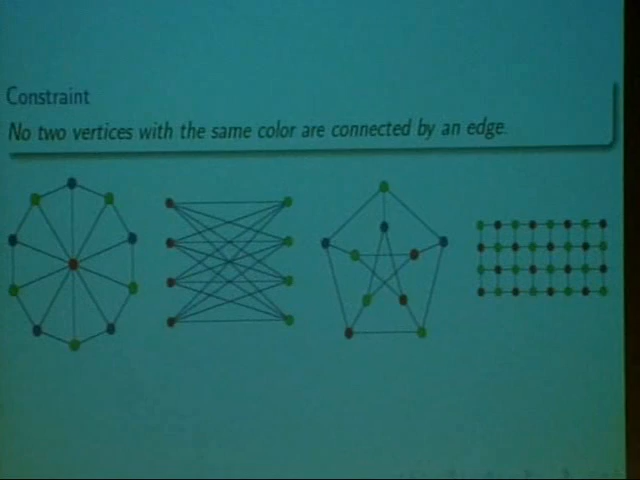 Constraint
No two vertices with the same color are connected by an edge.